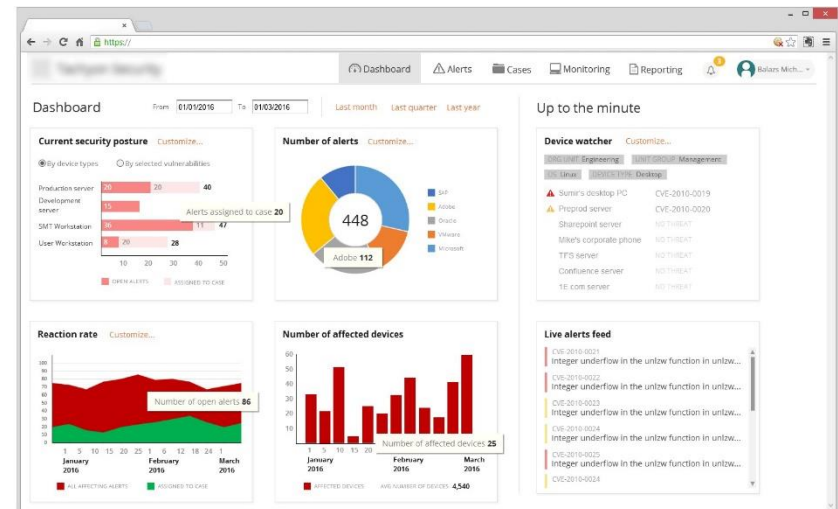 https://
Dashboard
Alerts
Cases
Monitoring
Reporting
3
Balazs Mich...
Dashboard
From 01/01/2016 To 01/03/2016
Last month Last quarter Last year
Up to the minute
Current security posture Customize...
By device types By selected vulnerabilities
Production server 20 20 40
Development
server 15
Alerts assigned to case 20
SMT Workstation 36 11 47
User Workstation 8 20 28
10 20 30 40 50
OPEN ALERTS ASSIGNED TO CASE
Number of alerts Customize...
448
Adobe 112
SAP
Adobe
Oracle
VMware
Microsoft
Device watcher Customize...
ORG UNIT Engineering UNIT GROUP Management
OS Linux DEVICE TYPE Desktop
Sumir's desktop PC CVE-2010-0019
Preprod server CVE-2010-0020
Sharepoint server NO THREAT
Mike's corporate phone NO THREAT
TFS server NO THREAT
Confluence server NO THREAT
1E com server NO THREAT
Reaction rate Customize...
100
90
80
70
60
50
40
30
20
10
0
Number of open alerts 86
1 5 10 15 20 25 1 6 12 18 24 1
January February March
2016 2016 2016
ALL AFFECTING ALERTS ASSIGNED TO CASE
Number of affected devices
60
50
40
30
20
10
1 5 10 15 20
Number of affected devices 25
January February March
2016 2016 2016
AFFECTED DEVICES AVG NUMBER OF DEVICES 4,540
Live alerts feed
CVE-2010-0021
Integer underflow in the unlzw function in unlzw...
CVE-2010-0022
Integer underflow in the unlzw function in unlzw...
CVE-2010-0023
Integer underflow in the unlzw function in unlzw...
CVE-2010-0024
Integer underflow in the unlzw function in unlzw...
CVE-2010-0025
Integer underflow in the unlzw function in unlzw...
CVE-2010-0034